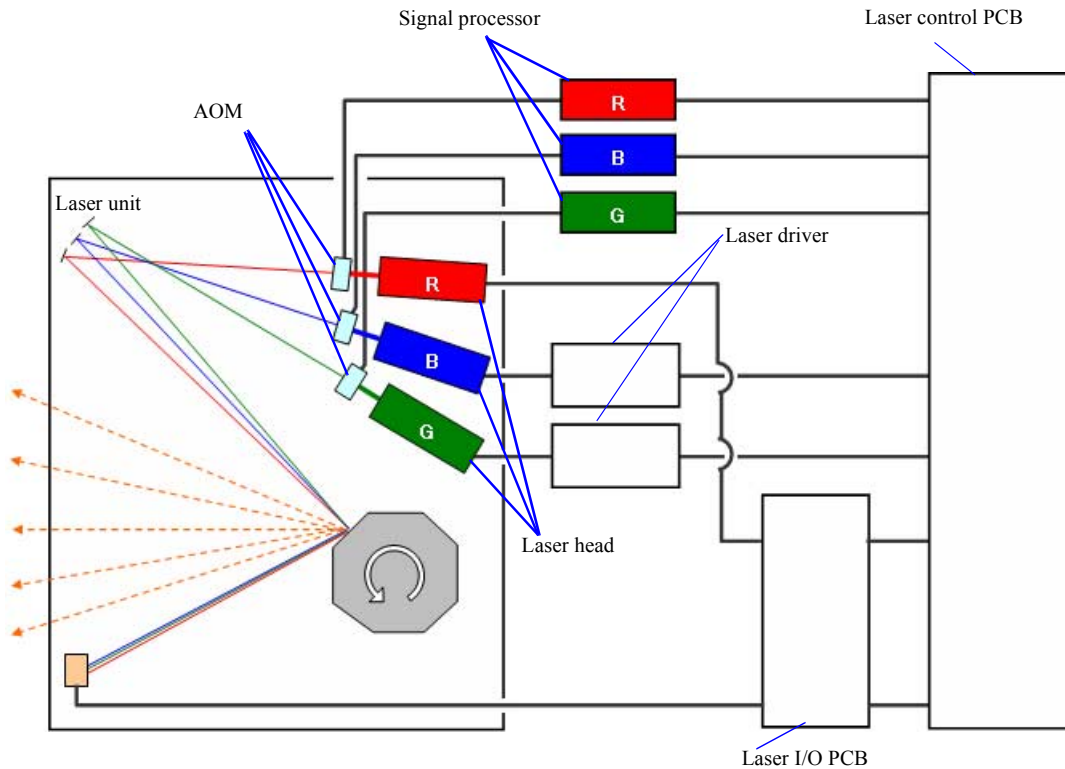 Signal processor
Laser control PCB
R
AOM
B
Laser unit
G
Laser driver
R
B
G
Laser head
Laser I/O PCB